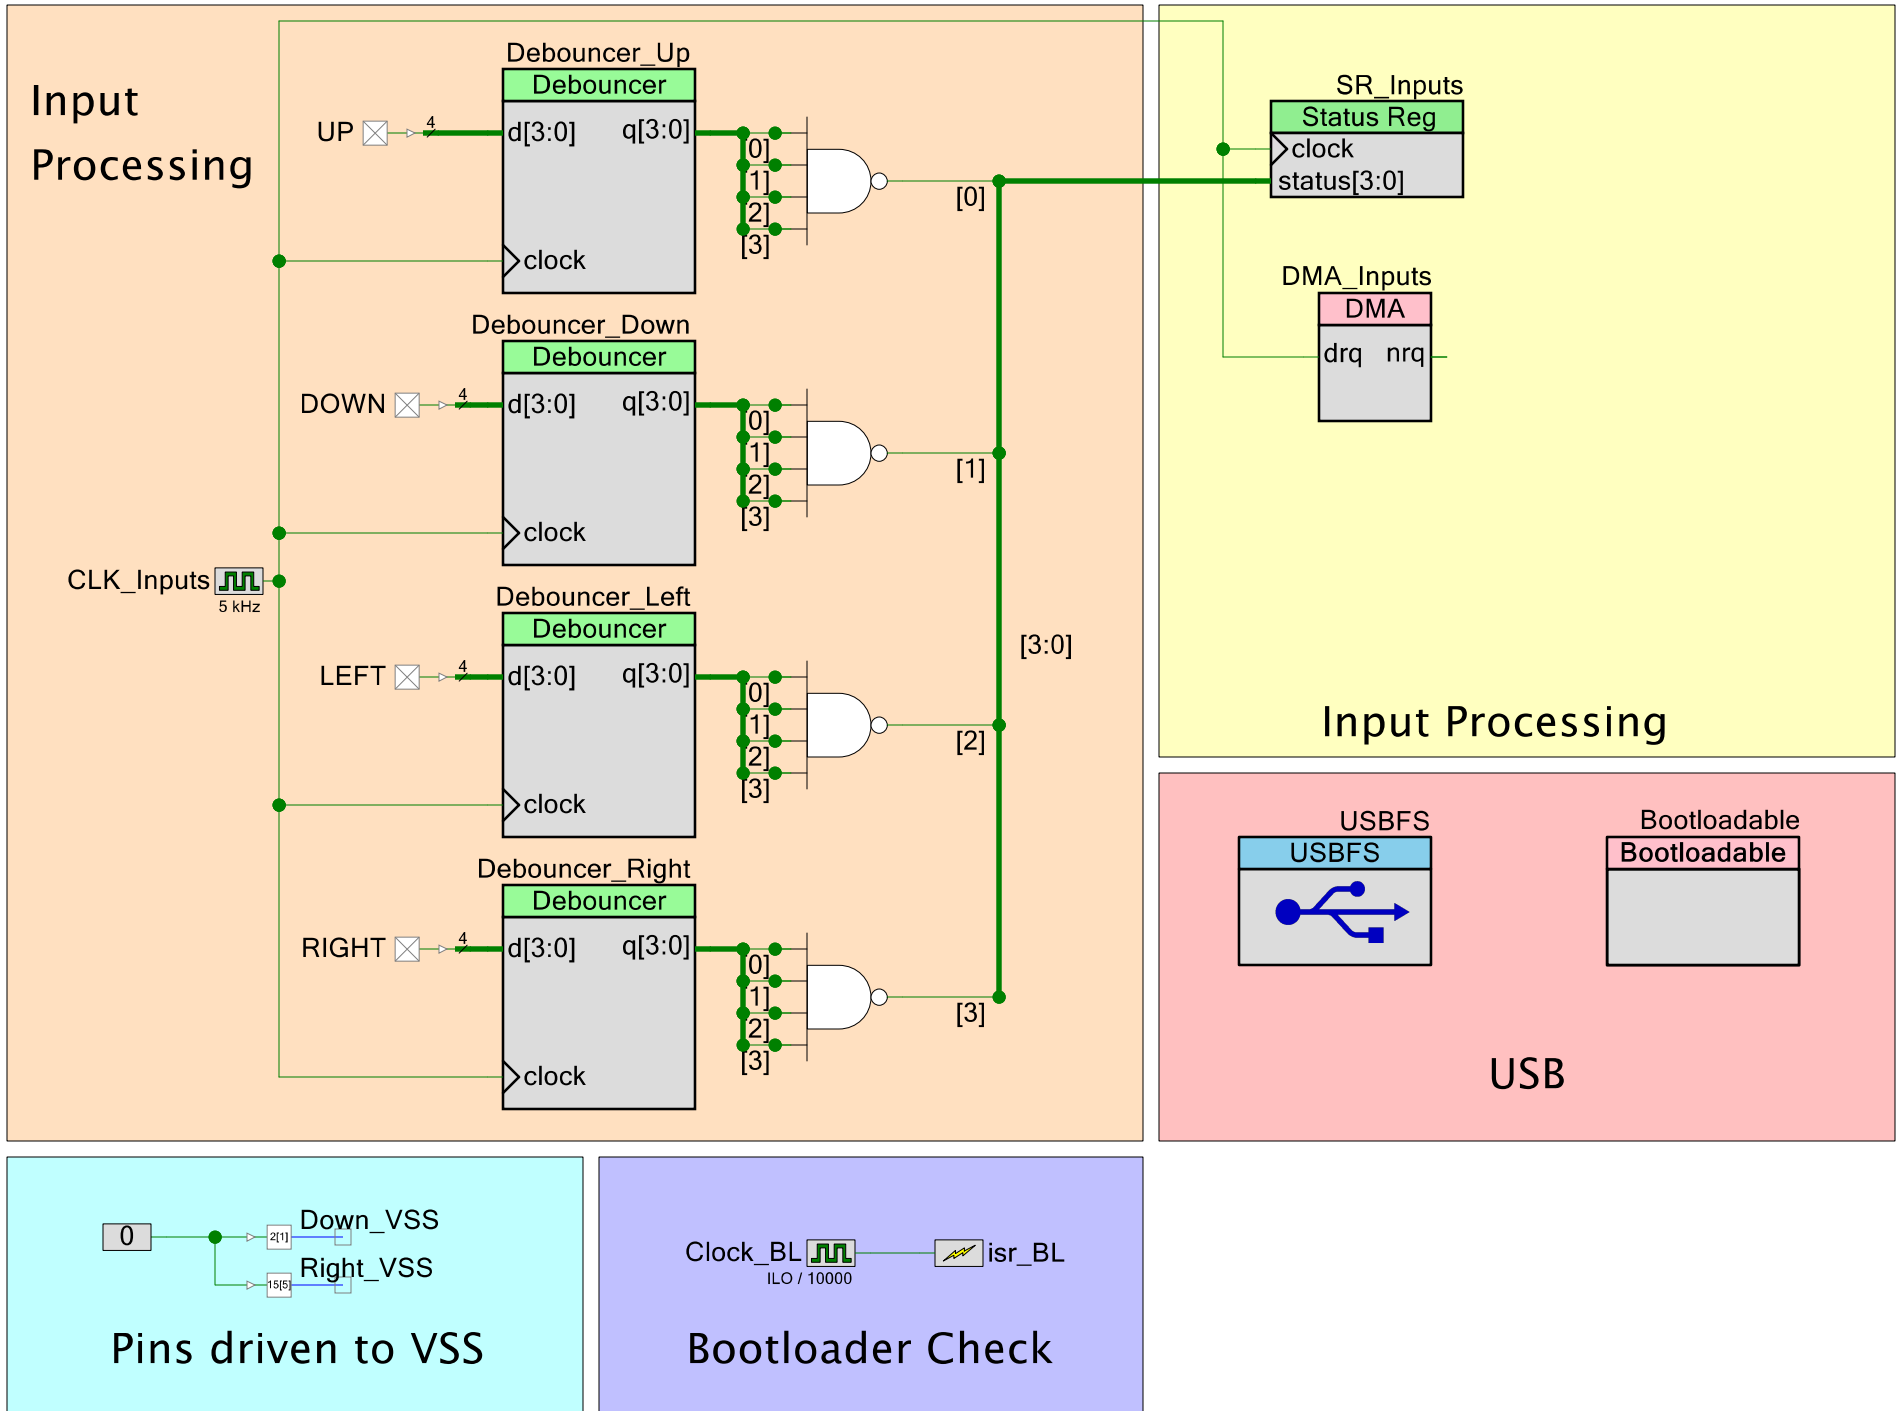 Input
Processing
Debouncer_Up
Debouncer
UP
4
d[3:0]
q[3:0]
0]
1]
2]
[3]
clock
[0]
Debouncer_Down
Debouncer
DOWN
4
d[3:0]
q[3:0]
0]
1]
2]
[3]
clock
[1]
CLK_Inputs
5 kHz
Debouncer_Left
Debouncer
LEFT
4
d[3:0]
q[3:0]
0]
1]
2]
[3]
clock
[2]
[3:0]
Debouncer_Right
Debouncer
RIGHT
4
d[3:0]
q[3:0]
0]
1]
2]
[3]
clock
[3]
SR_Inputs
Status Reg
clock
status[3:0]
DMA_Inputs
DMA
drq
nrq
Input Processing
USBFS
USBFS
Bootloadable
Bootloadable
USB
0
2[1]
Down_VSS
15[5]
Right_VSS
Pins driven to VSS
Clock_BL
ILO / 10000
isr_BL
Bootloader Check